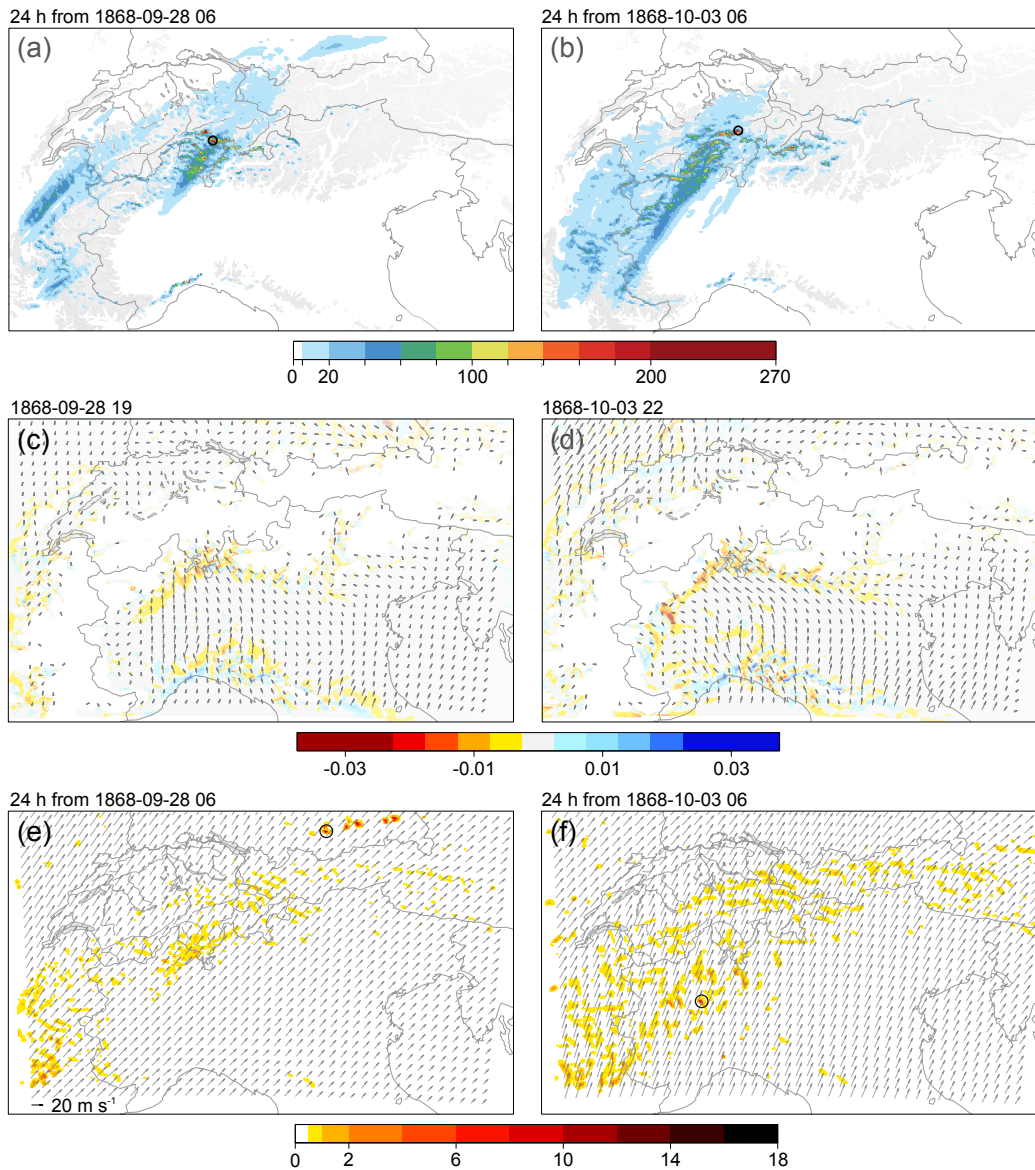 24 h from 1868-09-28 06
24 h from 1868-10-03 06
(a)
(b)
0 20 100 200 270
1868-09-28 19
1868-10-03 22
(c)
(d)
-0.03 -0.01 0.01 0.03
24 h from 1868-09-28 06
24 h from 1868-10-03 06
(e)
(f)
20 m s⁻¹
0 2 6 10 14 18